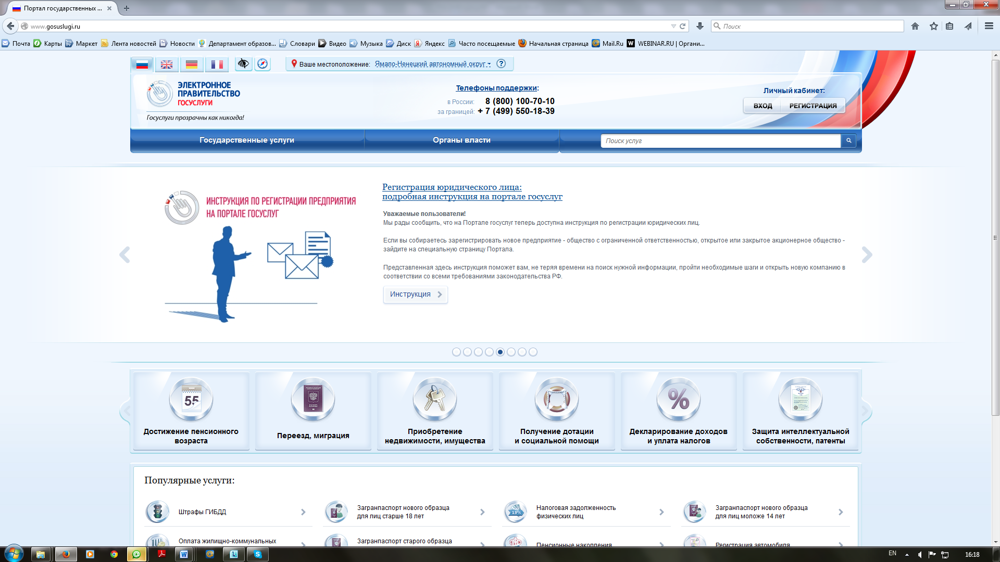 Портал государственных ...
www.gosuslugi.ru
Поиск
Почта
Карты
Маркет
Лента новостей
Новости
Департамент образов...
Словари
Видео
Музыка
Диск
Яндекс
Часто посещаемые
Начальная страница
Mail.Ru
WEBINAR.RU | Органи...
Ваше местоположение: Ямало-Ненецкий автономный округ
?
ЭЛЕКТРОННОЕ
ПРАВИТЕЛЬСТВО
ГОСУСЛУГИ
Госуслуги прозрачны как никогда!
Телефоны поддержки:
в России: 8 (800) 100-70-10
за границей: + 7 (499) 550-18-39
Личный кабинет:
ВХОД
РЕГИСТРАЦИЯ
Государственные услуги
Органы власти
Поиск услуг
ИНСТРУКЦИЯ ПО РЕГИСТРАЦИИ ПРЕДПРИЯТИЯ
НА ПОРТАЛЕ ГОСУСЛУГ
Регистрация юридического лица:
подробная инструкция на портале госуслуг
Уважаемые пользователи!
Мы рады сообщить, что на Портале госуслуг теперь доступна инструкция по регистрации юридических лиц.
Если вы собираетесь зарегистрировать новое предприятие - общество с ограниченной ответственностью, открытое или закрытое акционерное общество -
зайдите на специальную страницу Портала.
Представленная здесь инструкция поможет вам, не теряя времени на поиск нужной информации, пройти необходимые шаги и открыть новую компанию в
соответствии со всеми требованиями законодательства РФ.
Инструкция
55
%
Достижение пенсионного
возраста
Переезд, миграция
Приобретение
недвижимости, имущества
Получение дотации
и социальной помощи
Декларирование доходов
и уплата налогов
Защита интеллектуальной
собственности, патенты
Популярные услуги:
Штрафы ГИБДД
Загранпаспорт нового образца
для лиц старше 18 лет
13%
Налоговая задолженность
физических лиц
Загранпаспорт нового образца
для лиц моложе 14 лет
Оплата жилищно-коммунальных
Загранпаспорт старого образца
Пенсионные накопления
Регистрация автомобиля
EN
16:18